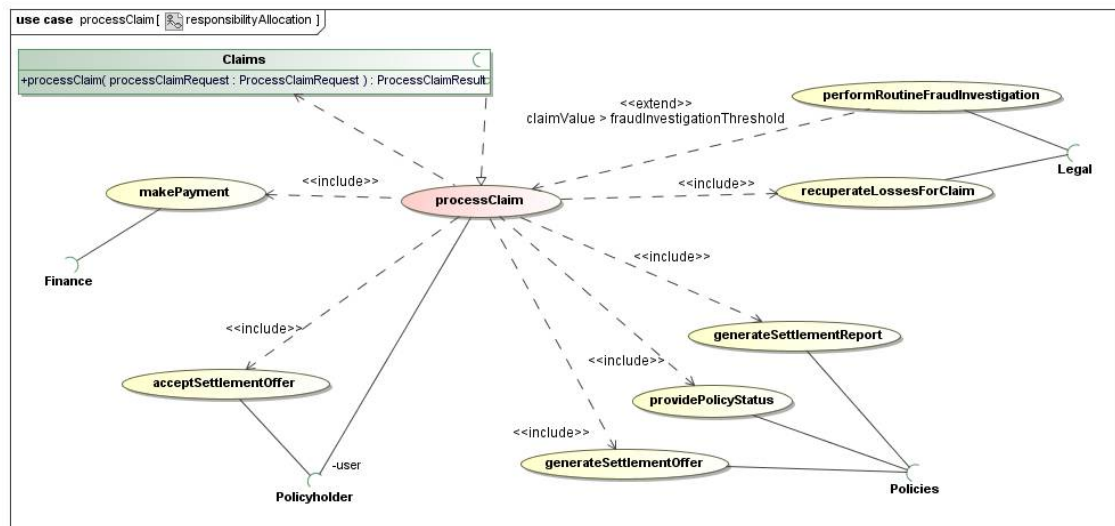 use case processClaim [ responsibilityAllocation ]
Claims
+processClaim( processClaimRequest : ProcessClaimRequest ) : ProcessClaimResult
<<extend>>
claimValue > fraudInvestigationThreshold
performRoutineFraudInvestigation
Legal
makePayment
<<include>>
processClaim
<<include>>
recuperateLossesForClaim
Finance
<<include>>
<<include>>
generateSettlementReport
<<include>>
acceptSettlementOffer
<<include>>
providePolicyStatus
<<include>>
generateSettlementOffer
-user
Policyholder
Policies